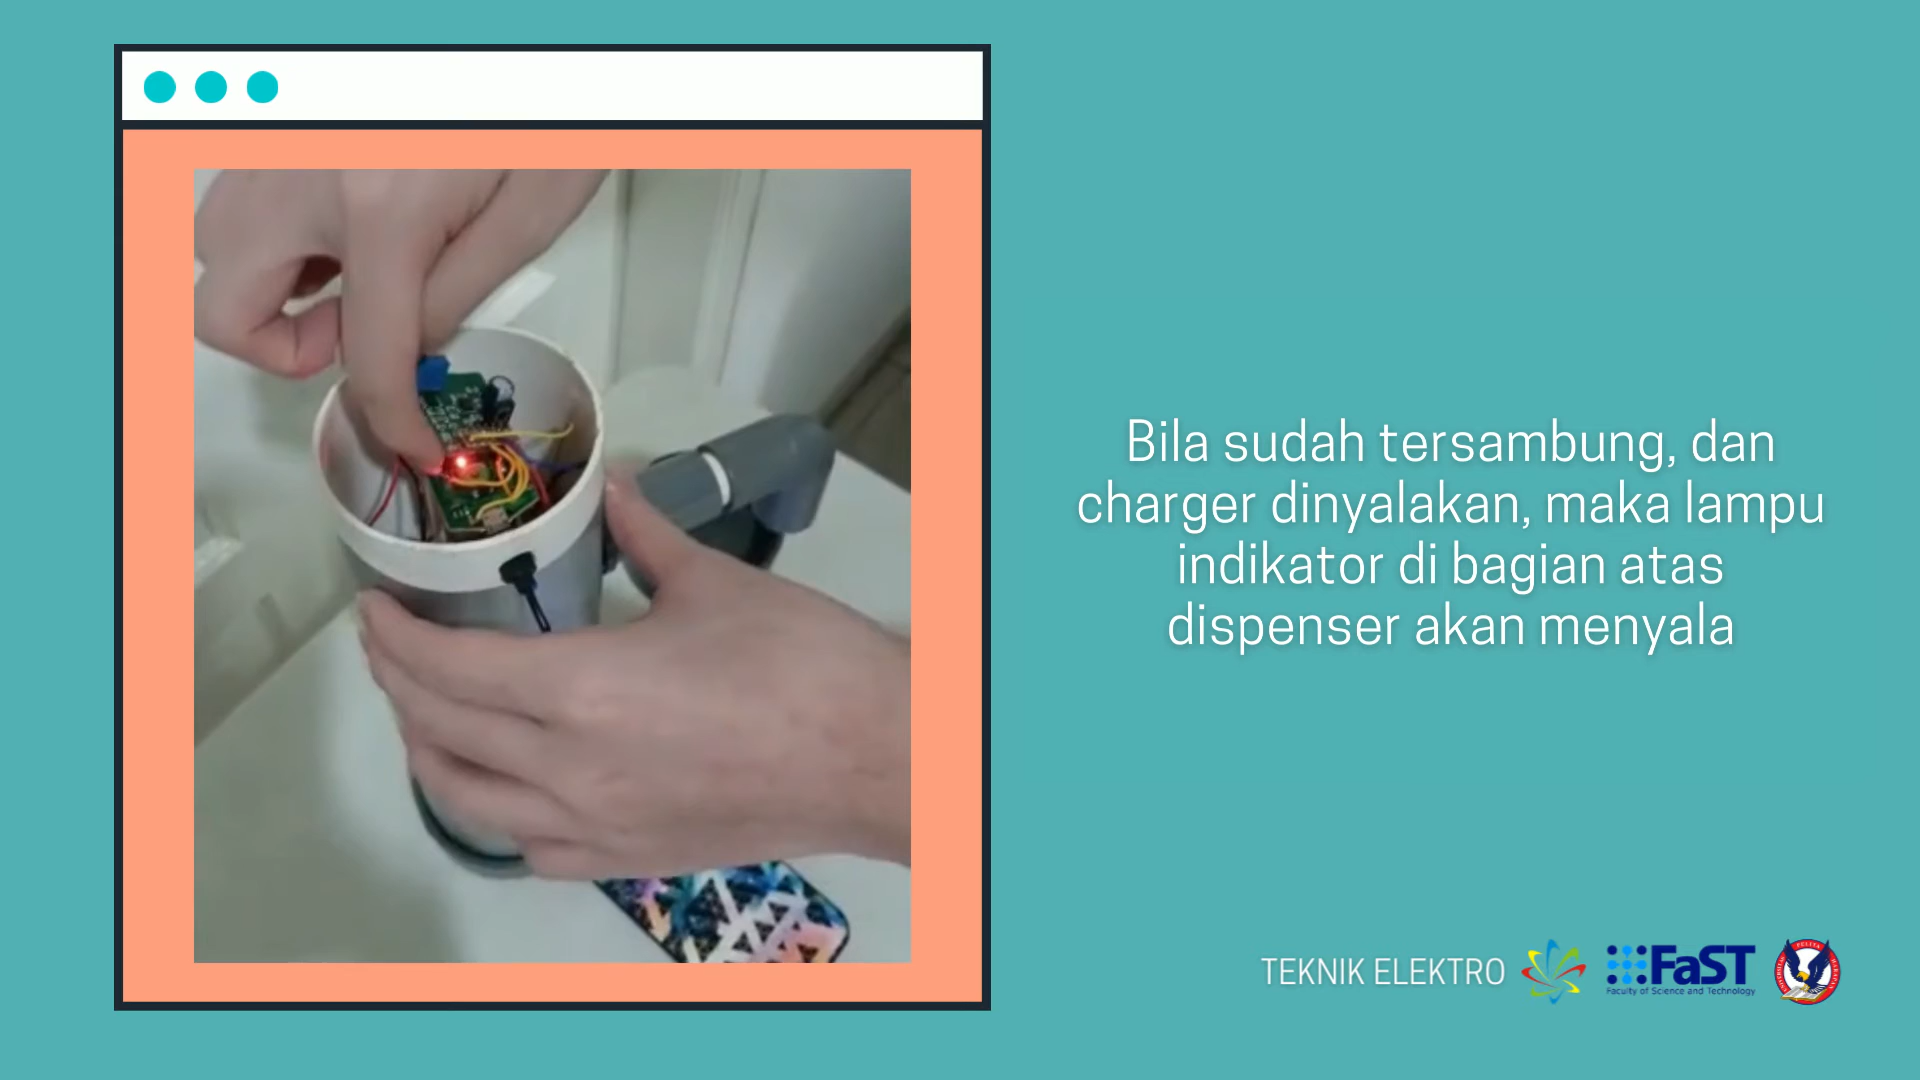 Bila sudah tersambung, dan
charger dinyalakan, maka lampu
indikator di bagian atas
dispenser akan menyala
TEKNIK ELEKTRO
FaST
Faculty of Science and Technology